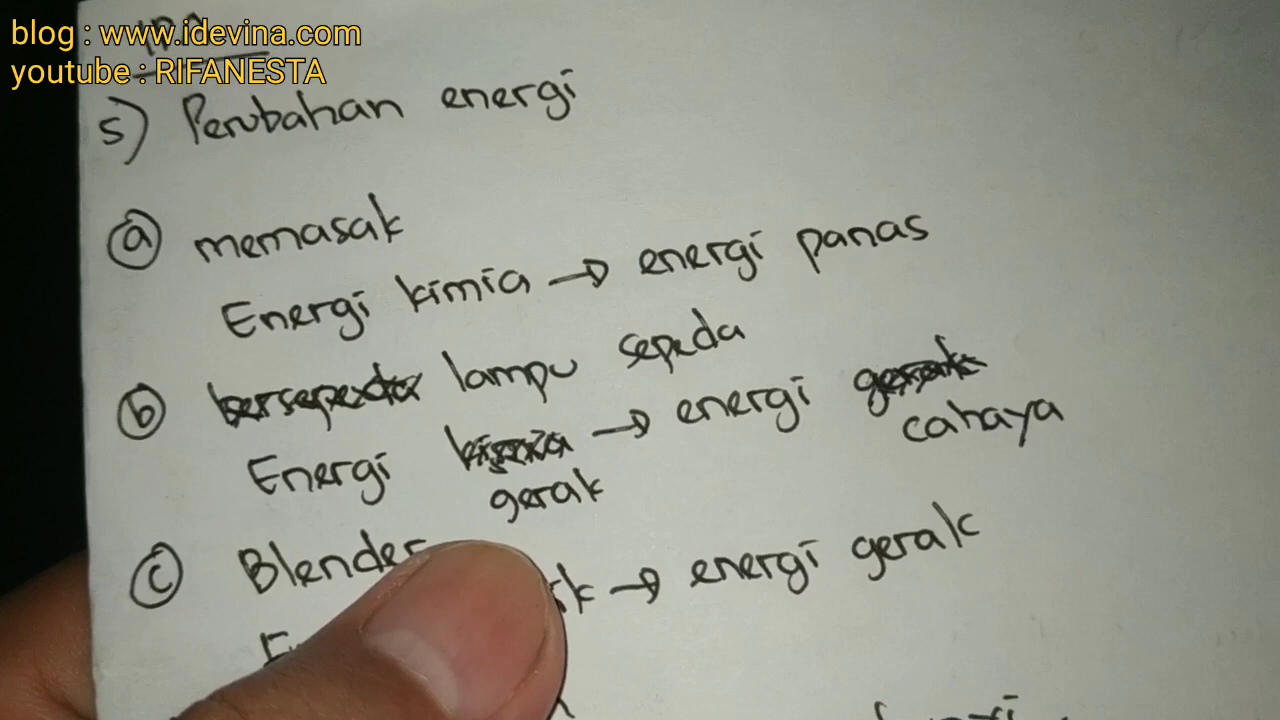 blog : www.idevina.com
youtube : RIFANESTA
IPA
5) Perubahan energi
a memasak
Energi kimia → energi panas
b lampu sepeda
Energi → energi
gerak cahaya
c Blender
→ energi gerak